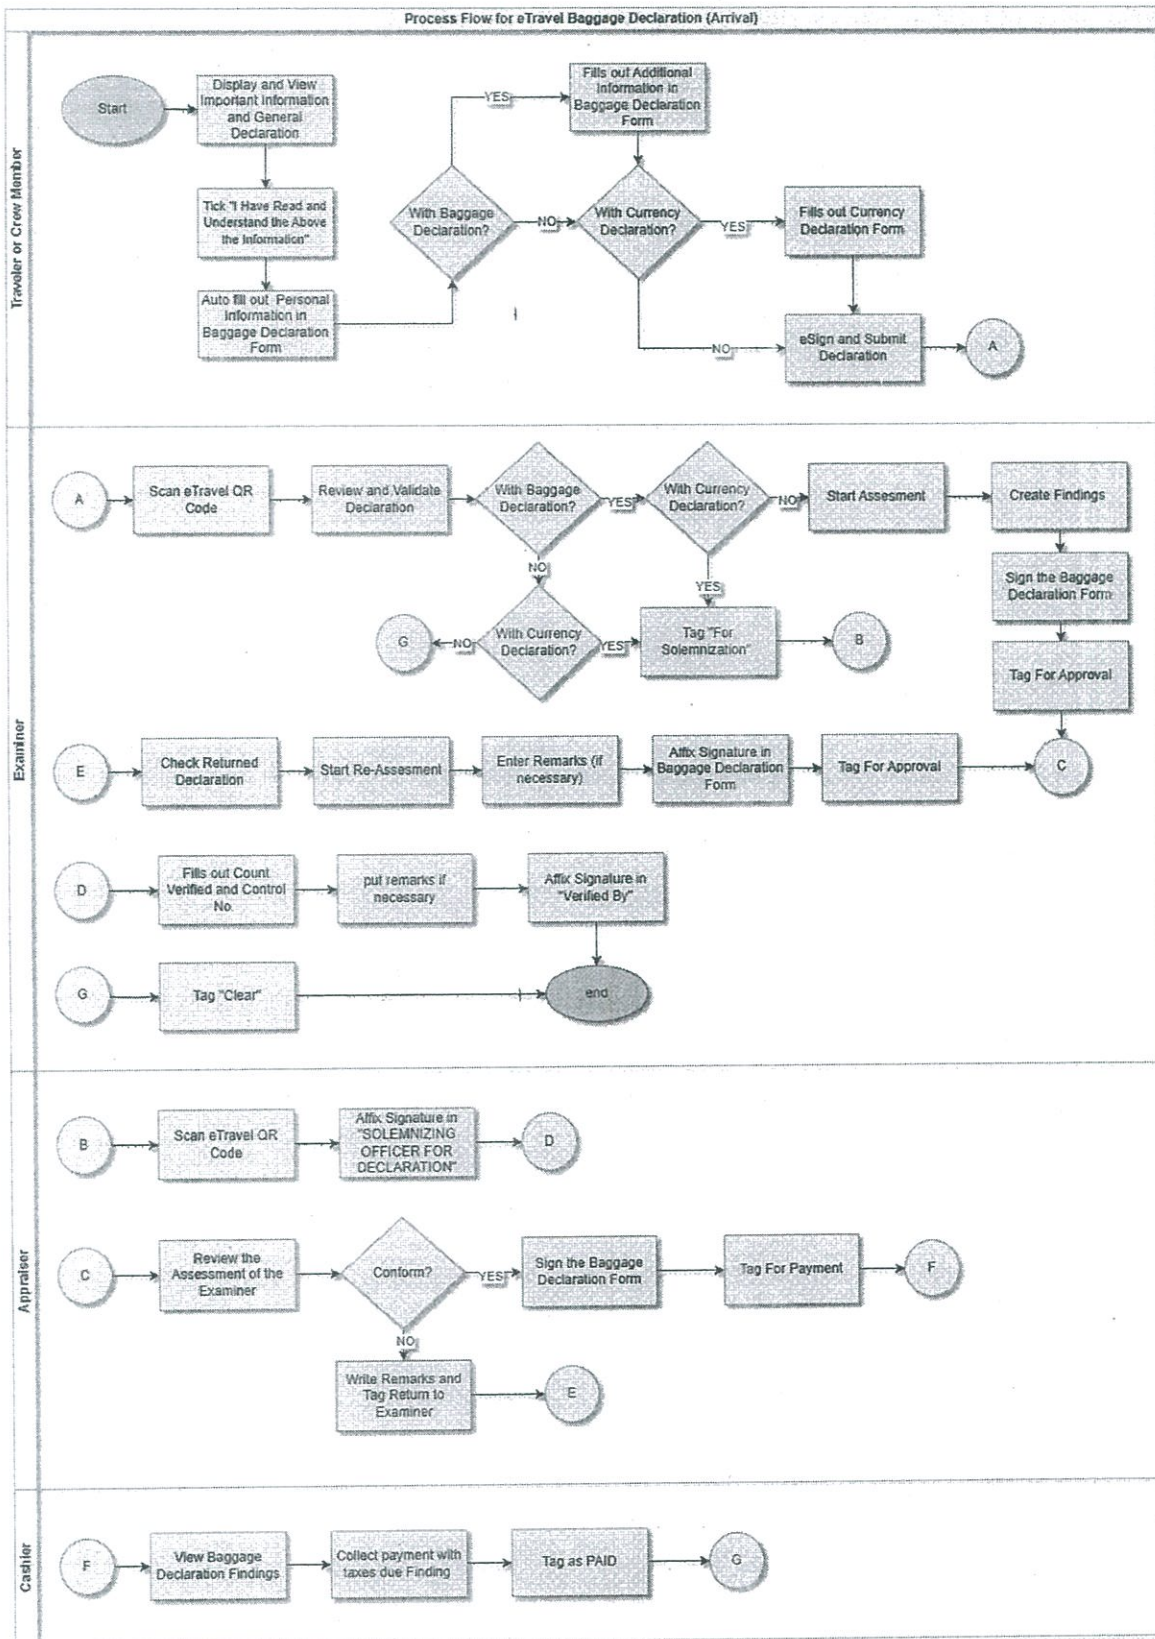 Process Flow for eTravel Baggage Declaration (Arrival)
Traveler or Crew Member
Start
Display and View
Important Information
and General
Declaration
Tick "I Have Read and
Understand the Above
the Information"
Auto fill out Personal
Information in
Baggage Declaration
Form
With Baggage
Declaration?
YES
NO
Fills out Additional
Information in
Baggage Declaration
Form
With Currency
Declaration?
YES
NO
Fills out Currency
Declaration Form
eSign and Submit
Declaration
A
Examiner
A
Scan eTravel QR
Code
Review and Validate
Declaration
With Baggage
Declaration?
YES
NO
With Currency
Declaration?
NO
YES
Start Assesment
Create Findings
Sign the Baggage
Declaration Form
Tag For Approval
G
NO
With Currency
Declaration?
YES
Tag "For
Solemnization"
B
E
Check Returned
Declaration
Start Re-Assesment
Enter Remarks (if
necessary)
Affix Signature in
Baggage Declaration
Form
Tag For Approval
C
D
Fills out Count
Verified and Control
No.
put remarks if
necessary
Affix Signature in
"Verified By"
G
Tag "Clear"
end
Appraiser
B
Scan eTravel QR
Code
Affix Signature in
"SOLEMNIZING
OFFICER FOR
DECLARATION"
D
C
Review the
Assessment of the
Examiner
Conform?
YES
NO
Sign the Baggage
Declaration Form
Tag For Payment
F
Write Remarks and
Tag Return to
Examiner
E
Cashier
F
View Baggage
Declaration Findings
Collect payment with
taxes due Finding
Tag as PAID
G